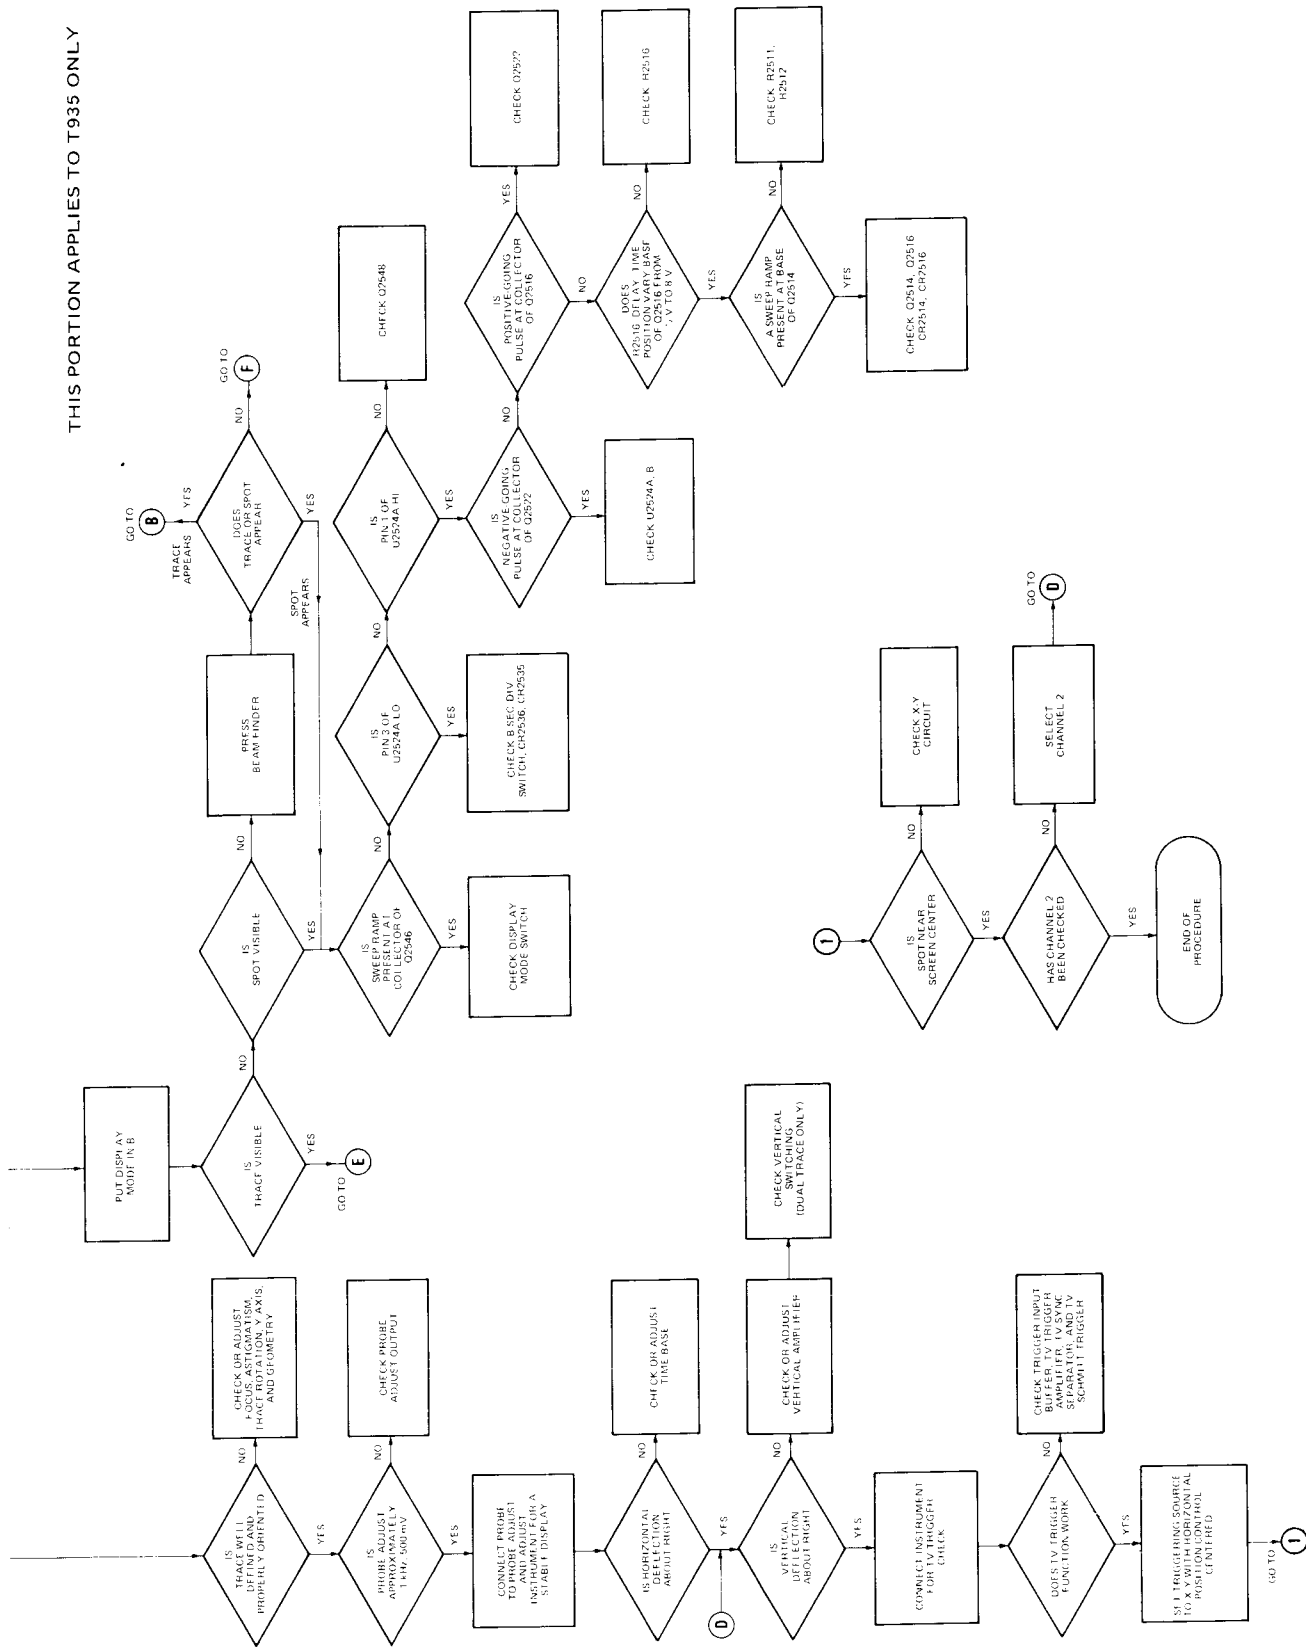 THIS PORTION APPLIES TO T935 ONLY
PUT DISPLAY
MODE IN B
IS
TRACE VISIBLE
YES
GO TO
E
NO
IS
SPOT VISIBLE
YES
NO
PRESS
BEAM FINDER
DOES
TRACE OR SPOT
APPEAR
YES
TRACE
APPEARS
GO TO
B
NO
GO TO
F
YES
SPOT
APPEARS
IS
SWEEP RAMP
PRESENT AT
COLLECTOR OF
Q2546
YES
CHECK DISPLAY
MODE SWITCH
NO
IS
PIN 3 OF
U2524A LO
YES
CHECK B SEC DIV
SWITCH, CR2536, CR2535
NO
IS
PIN 1 OF
U2524A HI
NO
CHECK Q2548
YES
IS
NEGATIVE-GOING
PULSE AT COLLECTOR
OF Q2522
YES
CHECK U2524A, B
NO
IS
POSITIVE-GOING
PULSE AT COLLECTOR
OF Q2516
YES
CHECK Q2522
NO
DOES
R2516 DELAY TIME
POSITION VARY BASE
OF Q2516 FROM
V TO 8 V
NO
CHECK R2516
YES
IS
A SWEEP RAMP
PRESENT AT BASE
OF Q2514
NO
CHECK R2511,
R2512
YES
CHECK Q2514, Q2516
CR2514, CR2516
IS
TRACE WELL
DEFINED AND
PROPERLY ORIENTED
NO
CHECK OR ADJUST
FOCUS, ASTIGMATISM,
TRACE ROTATION, Y AXIS,
AND GEOMETRY
YES
IS
PROBE ADJUST
APPROXIMATELY
1 kHz, 500 mV
NO
CHECK PROBE
ADJUST OUTPUT
YES
CONNECT PROBE
TO PROBE ADJUST
AND ADJUST
INSTRUMENT FOR A
STABLE DISPLAY
IS HORIZONTAL
DEFLECTION
ABOUT RIGHT
NO
CHECK OR ADJUST
TIME BASE
YES
D
IS
VERTICAL
DEFLECTION
ABOUT RIGHT
NO
CHECK OR ADJUST
VERTICAL AMPLIFIER
CHECK VERTICAL
SWITCHING
(DUAL TRACE ONLY)
YES
CONNECT INSTRUMENT
FOR TV TRIGGER
CHECK
DOES TV TRIGGER
FUNCTION WORK
NO
CHECK TRIGGER INPUT
BUFFER, TV TRIGGER
AMPLIFIER, TV SYNC
SEPARATOR, AND TV
SCHMITT TRIGGER
YES
SET TRIGGERING SOURCE
TO X-Y WITH HORIZONTAL
POSITION CONTROL
CENTERED
GO TO
1
1
IS
SPOT NEAR
SCREEN CENTER
NO
CHECK X-Y
CIRCUIT
YES
HAS CHANNEL 2
BEEN CHECKED
NO
SELECT
CHANNEL 2
GO TO
D
YES
END OF
PROCEDURE